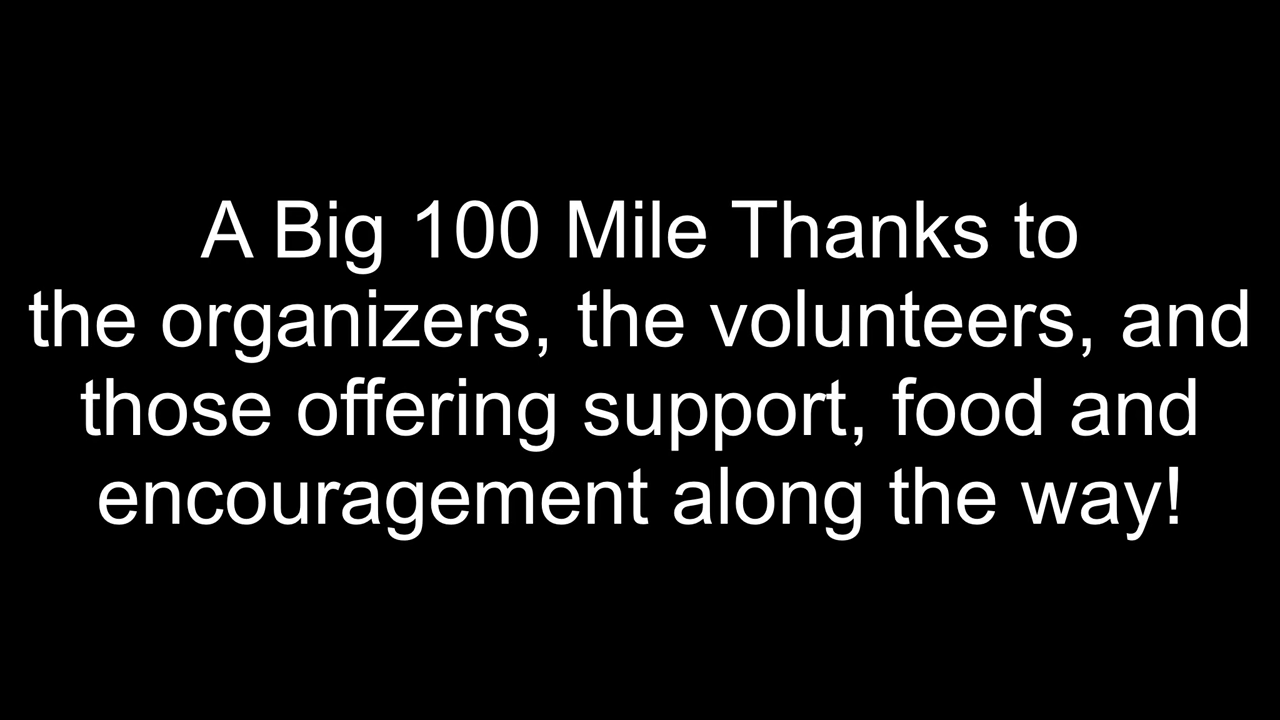 A Big 100 Mile Thanks to
the organizers, the volunteers, and
those offering support, food and
encouragement along the way!